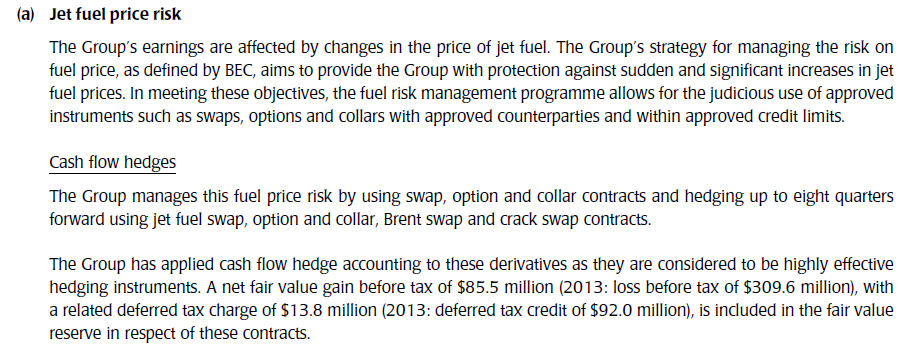 (a) Jet fuel price risk
The Group's earnings are affected by changes in the price of jet fuel. The Group's strategy for managing the risk on
fuel price, as defined by BEC, aims to provide the Group with protection against sudden and significant increases in jet
fuel prices. In meeting these objectives, the fuel risk management programme allows for the judicious use of approved
instruments such as swaps, options and collars with approved counterparties and within approved credit limits.
Cash flow hedges
The Group manages this fuel price risk by using swap, option and collar contracts and hedging up to eight quarters
forward using jet fuel swap, option and collar, Brent swap and crack swap contracts.
The Group has applied cash flow hedge accounting to these derivatives as they are considered to be highly effective
hedging instruments. A net fair value gain before tax of $85.5 million (2013: loss before tax of $309.6 million), with
a related deferred tax charge of $13.8 million (2013: deferred tax credit of $92.0 million), is included in the fair value
reserve in respect of these contracts.